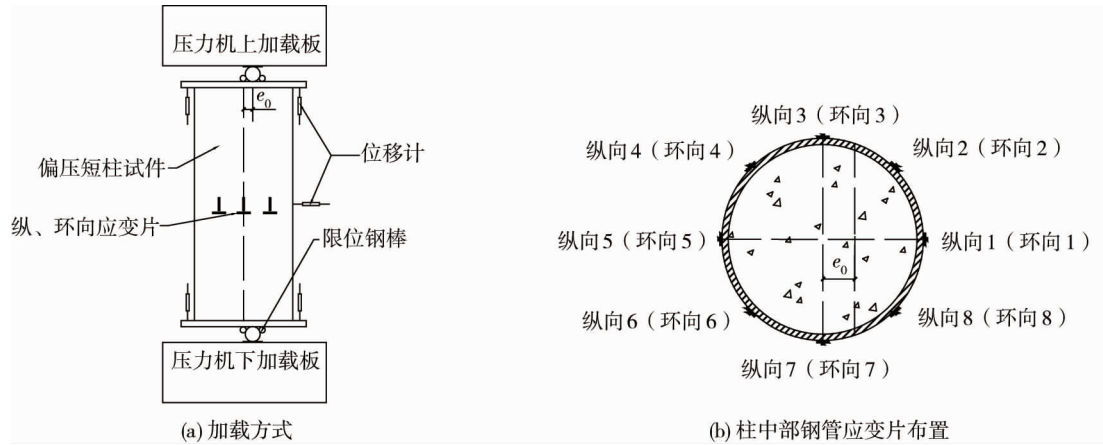 压力机上加载板
e₀
偏压短柱试件
位移计
纵、环向应变片
限位钢棒
压力机下加载板
(a) 加载方式
纵向3（环向3）
纵向4（环向4）
纵向2（环向2）
纵向5（环向5）
纵向1（环向1）
e₀
纵向6（环向6）
纵向8（环向8）
纵向7（环向7）
(b) 柱中部钢管应变片布置